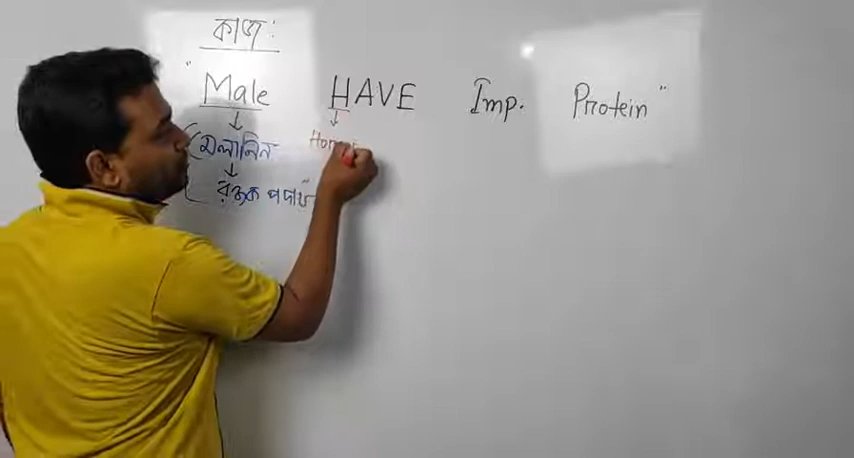 কাজ:
"Male HAVE Imp. Protein"
(মেলানিন
রঞ্জক পদার্থ